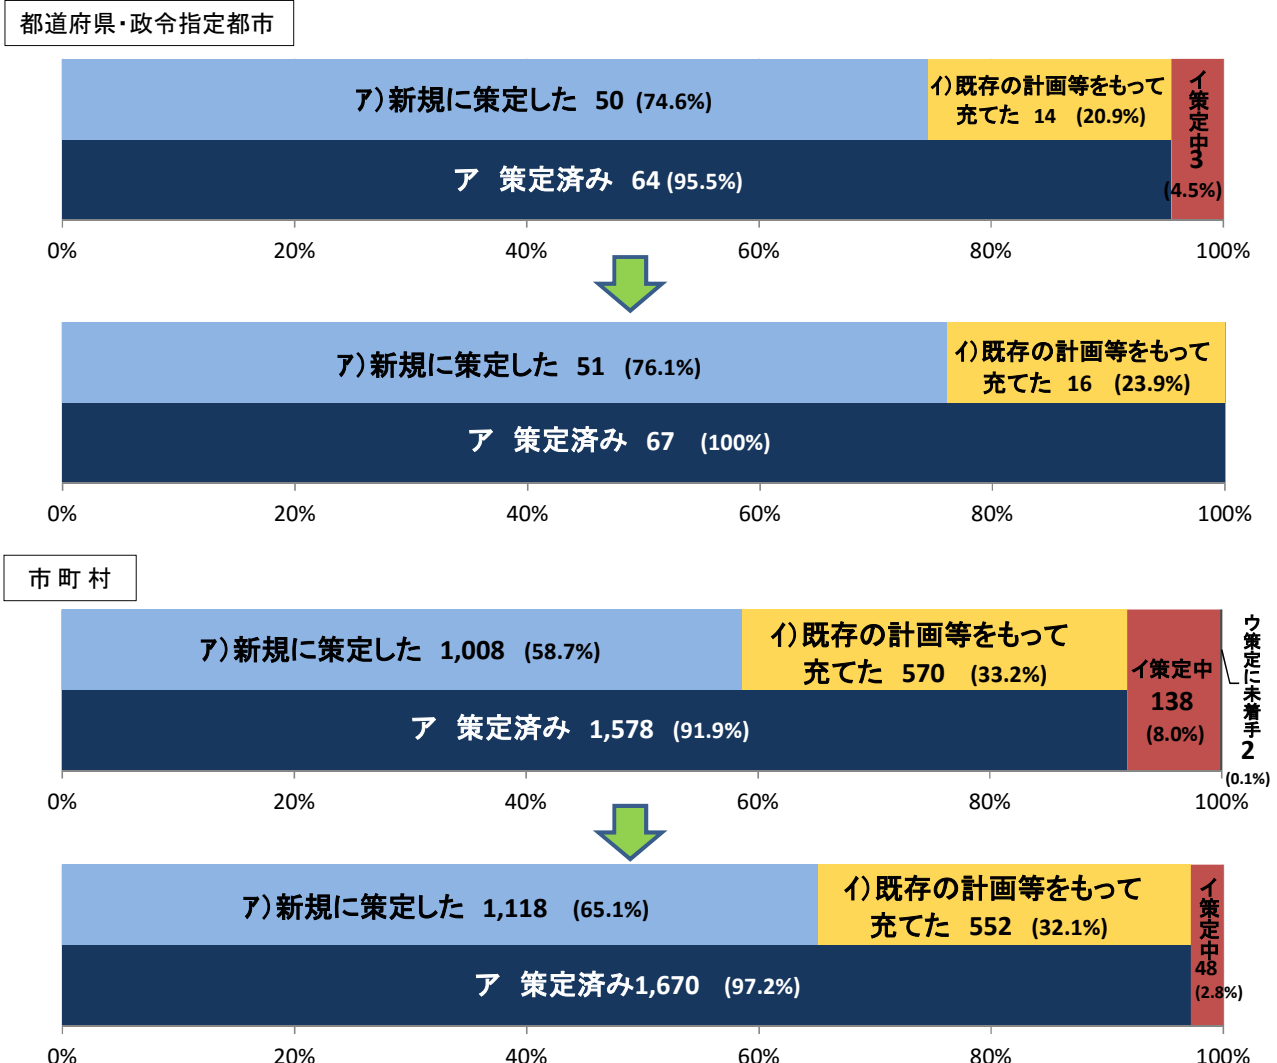 都道府県・政令指定都市
ア）新規に策定した 50 (74.6%)
イ）既存の計画等をもって
充てた 14 (20.9%)
イ策定中
3
(4.5%)
ア 策定済み 64 (95.5%)
0% 20% 40% 60% 80% 100%
ア）新規に策定した 51 (76.1%)
イ）既存の計画等をもって
充てた 16 (23.9%)
ア 策定済み 67 (100%)
0% 20% 40% 60% 80% 100%
市 町 村
ア）新規に策定した 1,008 (58.7%)
イ）既存の計画等をもって
充てた 570 (33.2%)
イ策定中
138
(8.0%)
ウ策定に未着手
2
(0.1%)
ア 策定済み 1,578 (91.9%)
0% 20% 40% 60% 80% 100%
ア）新規に策定した 1,118 (65.1%)
イ）既存の計画等をもって
充てた 552 (32.1%)
イ策定中
48
(2.8%)
ア 策定済み1,670 (97.2%)
0% 20% 40% 60% 80% 100%